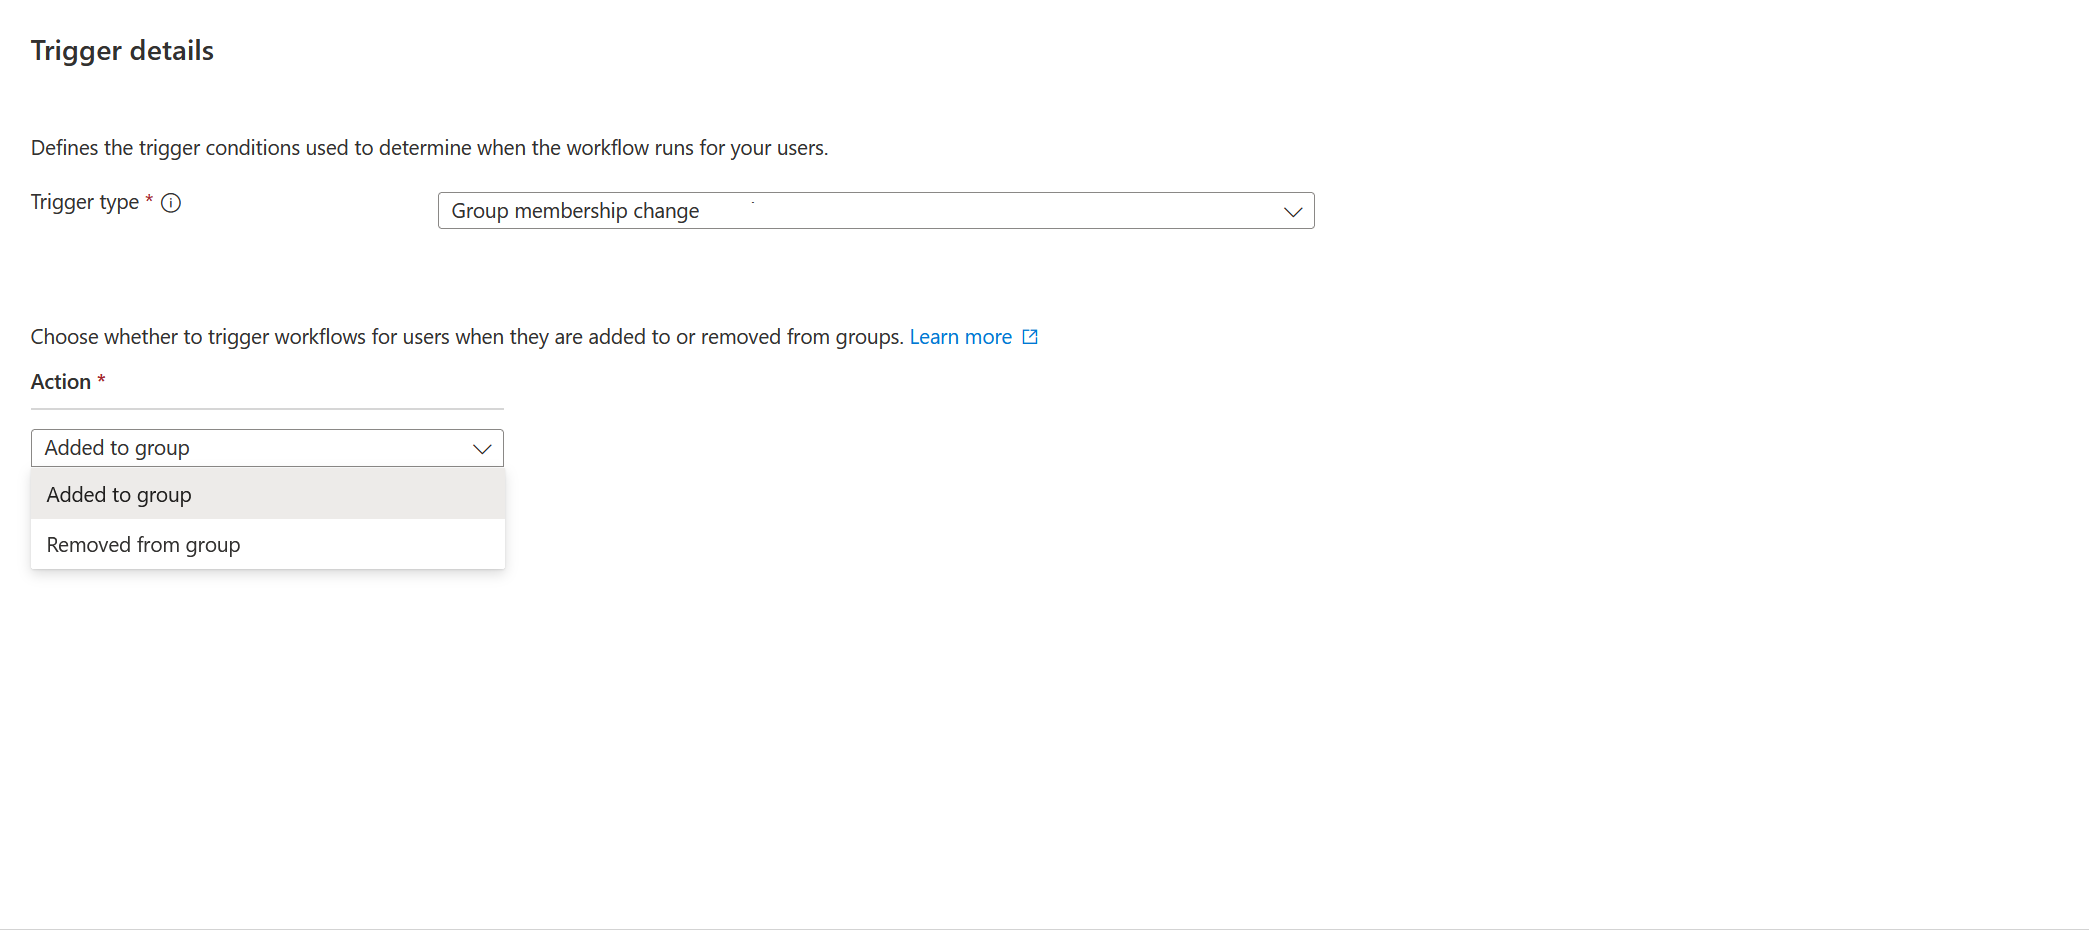 Trigger details
Defines the trigger conditions used to determine when the workflow runs for your users.
Trigger type *
Group membership change
Choose whether to trigger workflows for users when they are added to or removed from groups. Learn more
Action *
Added to group
Added to group
Removed from group